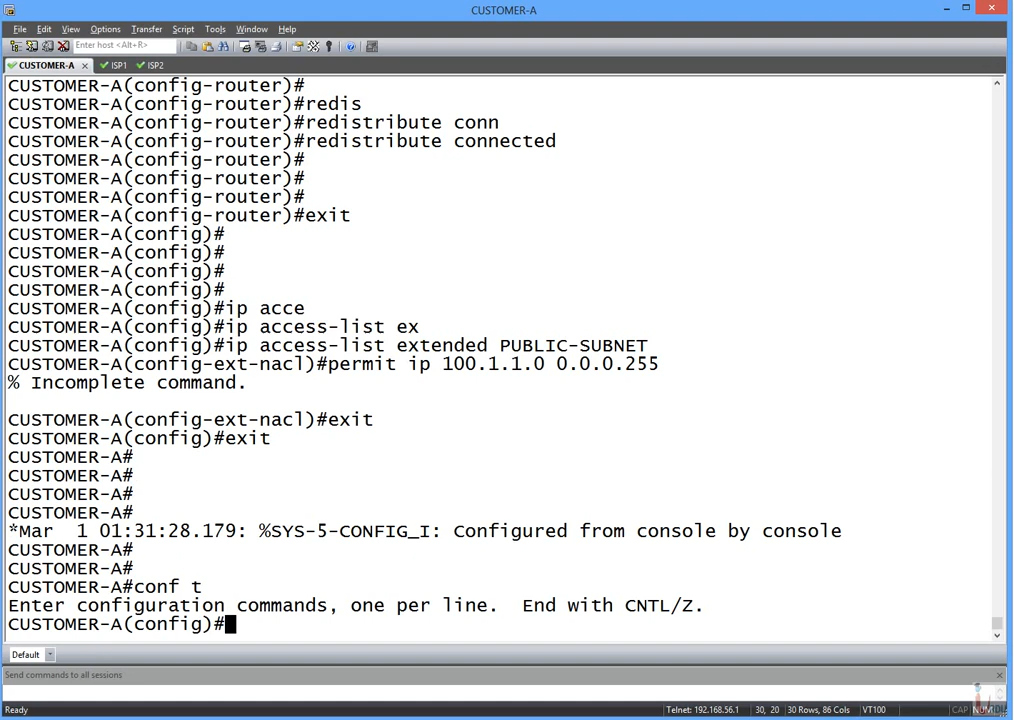 CUSTOMER-A
File Edit View Options Transfer Script Tools Window Help
Enter host <Alt+R>
CUSTOMER-A ISP1 ISP2
CUSTOMER-A(config-router)#
CUSTOMER-A(config-router)#redis
CUSTOMER-A(config-router)#redistribute conn
CUSTOMER-A(config-router)#redistribute connected
CUSTOMER-A(config-router)#
CUSTOMER-A(config-router)#
CUSTOMER-A(config-router)#
CUSTOMER-A(config-router)#exit
CUSTOMER-A(config)#
CUSTOMER-A(config)#
CUSTOMER-A(config)#
CUSTOMER-A(config)#
CUSTOMER-A(config)#ip acce
CUSTOMER-A(config)#ip access-list ex
CUSTOMER-A(config)#ip access-list extended PUBLIC-SUBNET
CUSTOMER-A(config-ext-nacl)#permit ip 100.1.1.0 0.0.0.255
% Incomplete command.
CUSTOMER-A(config-ext-nacl)#exit
CUSTOMER-A(config)#exit
CUSTOMER-A#
CUSTOMER-A#
CUSTOMER-A#
CUSTOMER-A#
*Mar  1 01:31:28.179: %SYS-5-CONFIG_I: Configured from console by console
CUSTOMER-A#
CUSTOMER-A#
CUSTOMER-A#conf t
Enter configuration commands, one per line.  End with CNTL/Z.
CUSTOMER-A(config)#
Default
Send commands to all sessions
Ready Telnet: 192.168.56.1 30, 20 30 Rows, 86 Cols VT100 CAP NUM